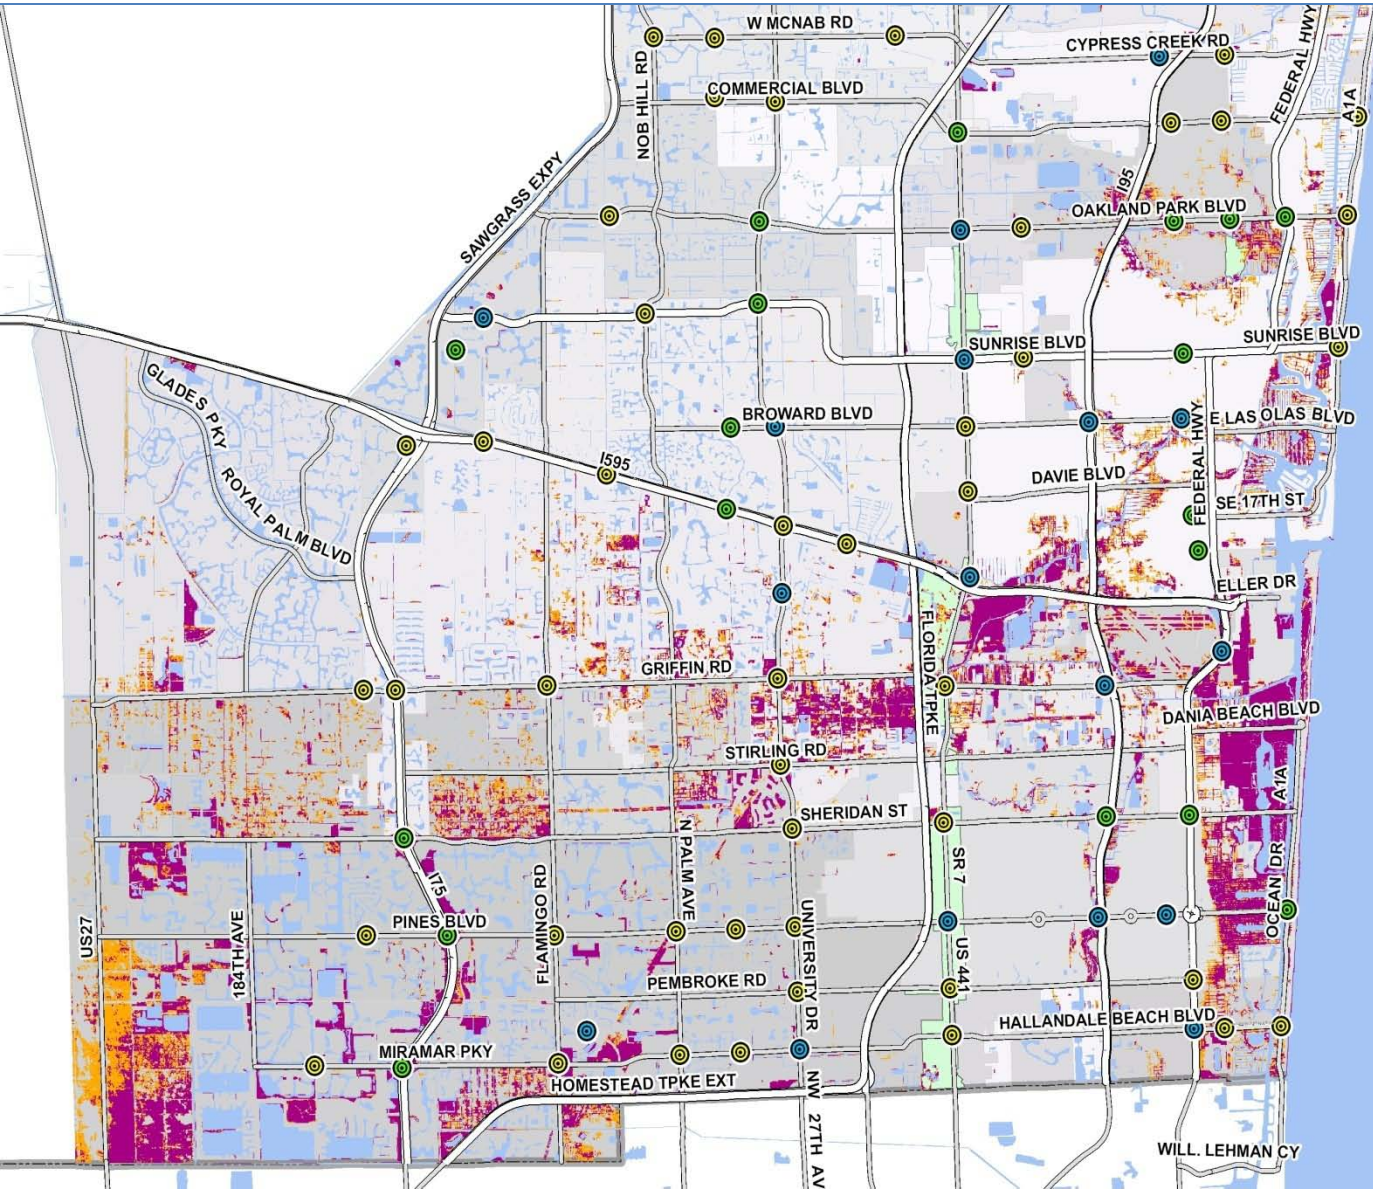 W MCNAB RD
CYPRESS CREEK RD
FEDERAL HWY
NOB HILL RD
COMMERCIAL BLVD
A1A
SAWGRASS EXPY
I95
OAKLAND PARK BLVD
SUNRISE BLVD
SUNRISE BLVD
GLADES PKY
BROWARD BLVD
E LAS OLAS BLVD
FEDERAL HWY
I595
DAVIE BLVD
ROYAL PALM BLVD
SE 17TH ST
ELLER DR
FLORIDA TPKE
GRIFFIN RD
DANIA BEACH BLVD
STIRLING RD
A1A
SHERIDAN ST
N PALM AVE
SR 7
I75
OCEAN DR
FLAMINGO RD
US27
184TH AVE
PINES BLVD
UNIVERSITY DR
US 441
PEMBROKE RD
HALLANDALE BEACH BLVD
MIRAMAR PKY
HOMESTEAD TPKE EXT
NW 27TH AV
WILL. LEHMAN CY